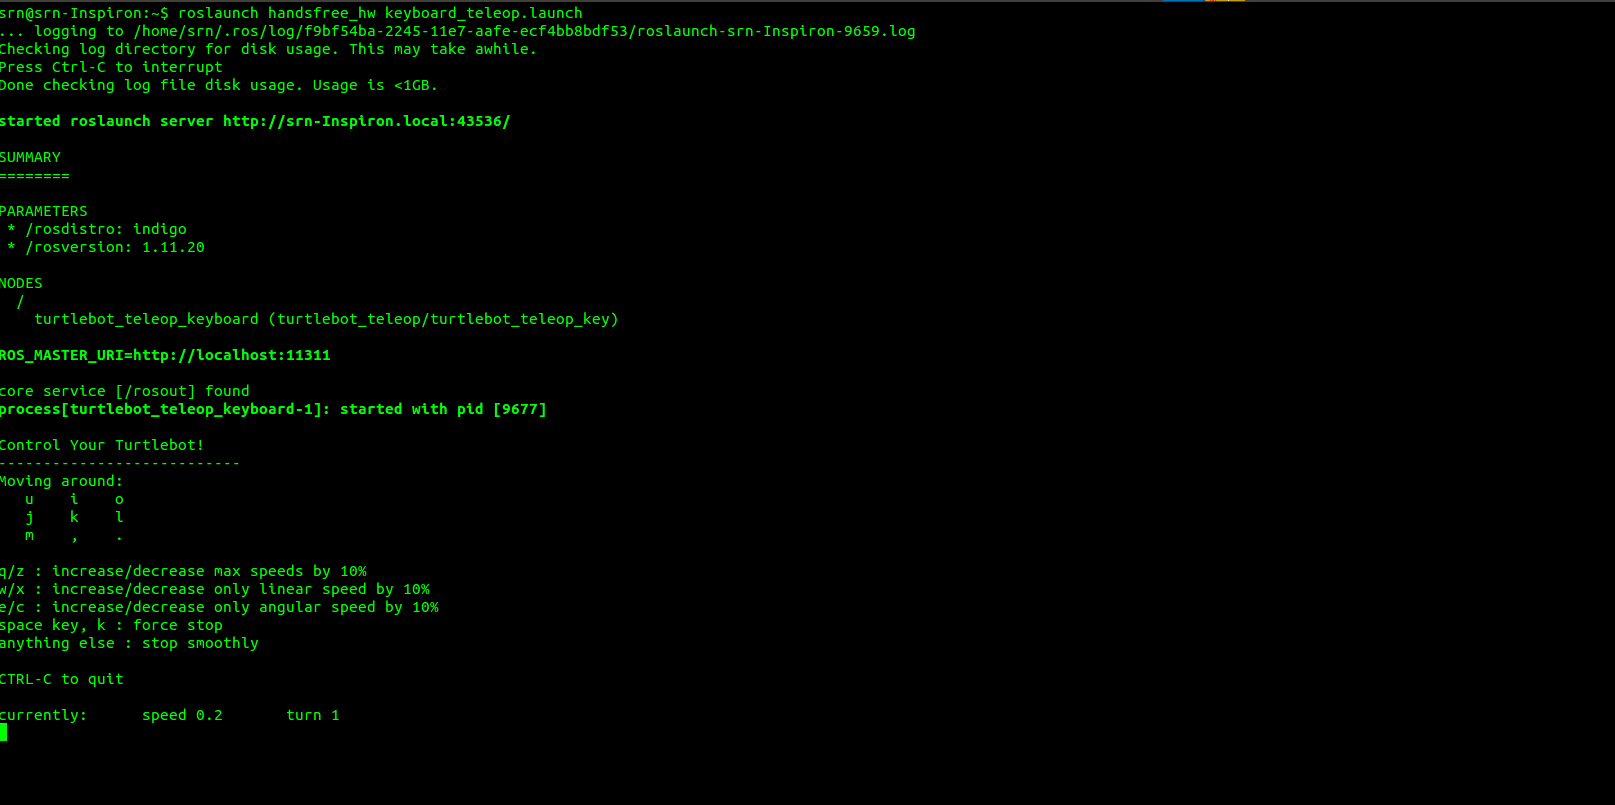 srn@srn-Inspiron:~$ roslaunch handsfree_hw keyboard_teleop.launch
... logging to /home/srn/.ros/log/f9bf54ba-2245-11e7-aafe-ecf4bb8bdf53/roslaunch-srn-Inspiron-9659.log
Checking log directory for disk usage. This may take awhile.
Press Ctrl-C to interrupt
Done checking log file disk usage. Usage is <1GB.
started roslaunch server http://srn-Inspiron.local:43536/
SUMMARY
========
PARAMETERS
 * /rosdistro: indigo
 * /rosversion: 1.11.20
NODES
  /
    turtlebot_teleop_keyboard (turtlebot_teleop/turtlebot_teleop_key)
ROS_MASTER_URI=http://localhost:11311
core service [/rosout] found
process[turtlebot_teleop_keyboard-1]: started with pid [9677]
Control Your Turtlebot!
---------------------------
Moving around:
   u    i    o
   j    k    l
   m    ,    .
q/z : increase/decrease max speeds by 10%
w/x : increase/decrease only linear speed by 10%
e/c : increase/decrease only angular speed by 10%
space key, k : force stop
anything else : stop smoothly
CTRL-C to quit
currently:      speed 0.2       turn 1